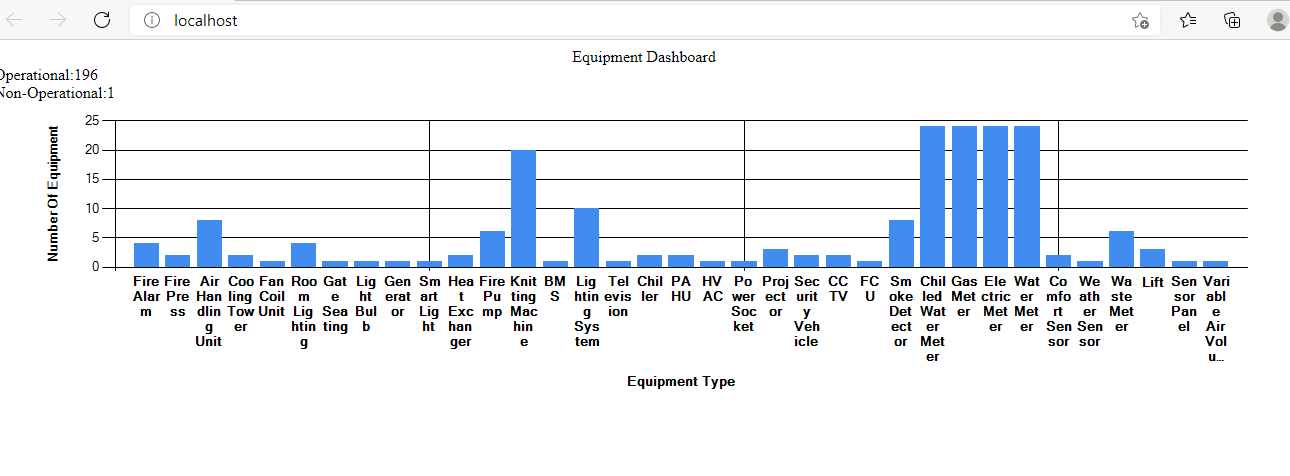 localhost
Equipment Dashboard
Operational:196
Non-Operational:1
25
20
15
10
5
0
Number Of Equipment
Fire Alar m
Fire Pre ss
Air Han dlin g Unit
Coo ling Tow er
Fan Coil Unit
Roo m Lig htin g
Gat e Sea ting
Lig ht Bul b
Gen erat or
Sm art Lig ht
Hea t Exc han ger
Fire Pu mp
Knit ting Mac hin e
BM S
Lig htin g Sys tem
Tel evis ion
Chil ler
PA HU
HV AC
Po wer Soc ket
Proj ect or
Sec urit y Veh icle
CC TV
FC U
Sm oke Det ect or
Chil led Wat er Met er
Gas Met er
Ele ctric Met er
Wat er Met er
Co mfo rt Sen sor
We ath er Sen sor
Wa ste Met er
Lift
Sen sor Pan el
Vari abl e Air Vol u...
Equipment Type